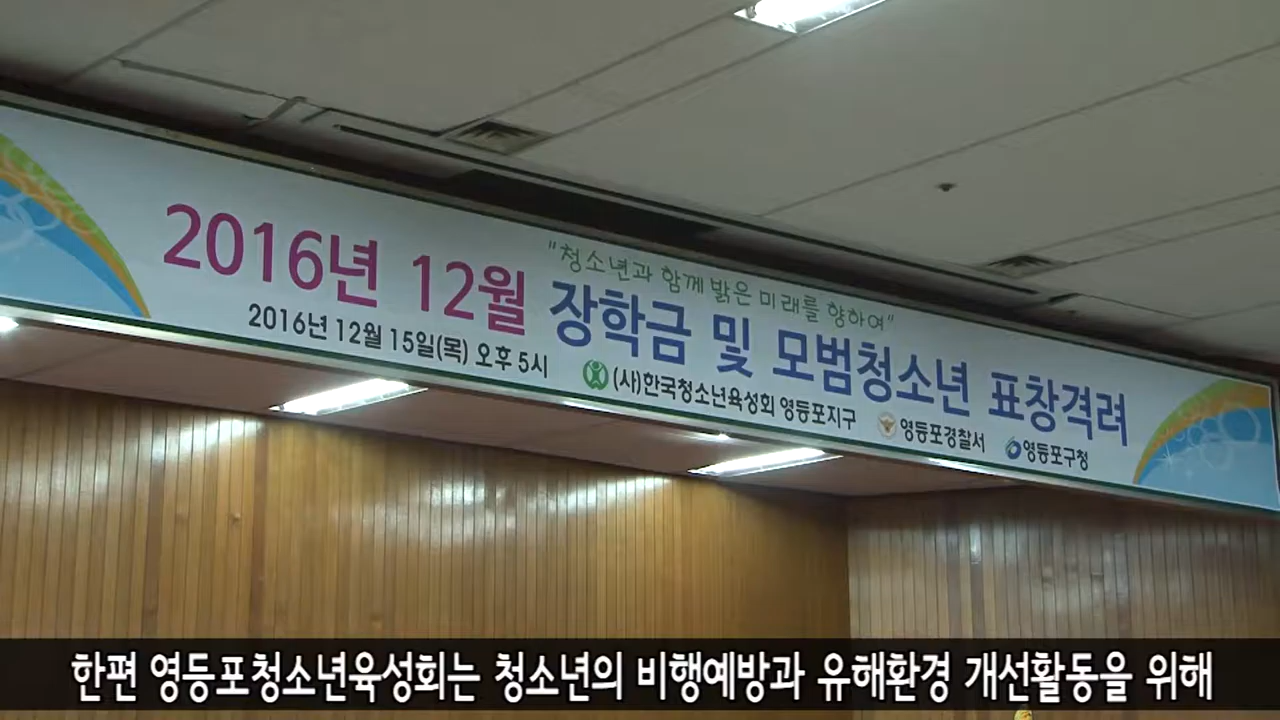 "청소년과 함께 밝은 미래를 향하여"
2016년 12월 장학금 및 모범청소년 표창격려
2016년 12월 15일(목) 오후 5시
(사)한국청소년육성회 영등포지구 영등포경찰서 영등포구청
한편 영등포청소년육성회는 청소년의 비행예방과 유해환경 개선활동을 위해